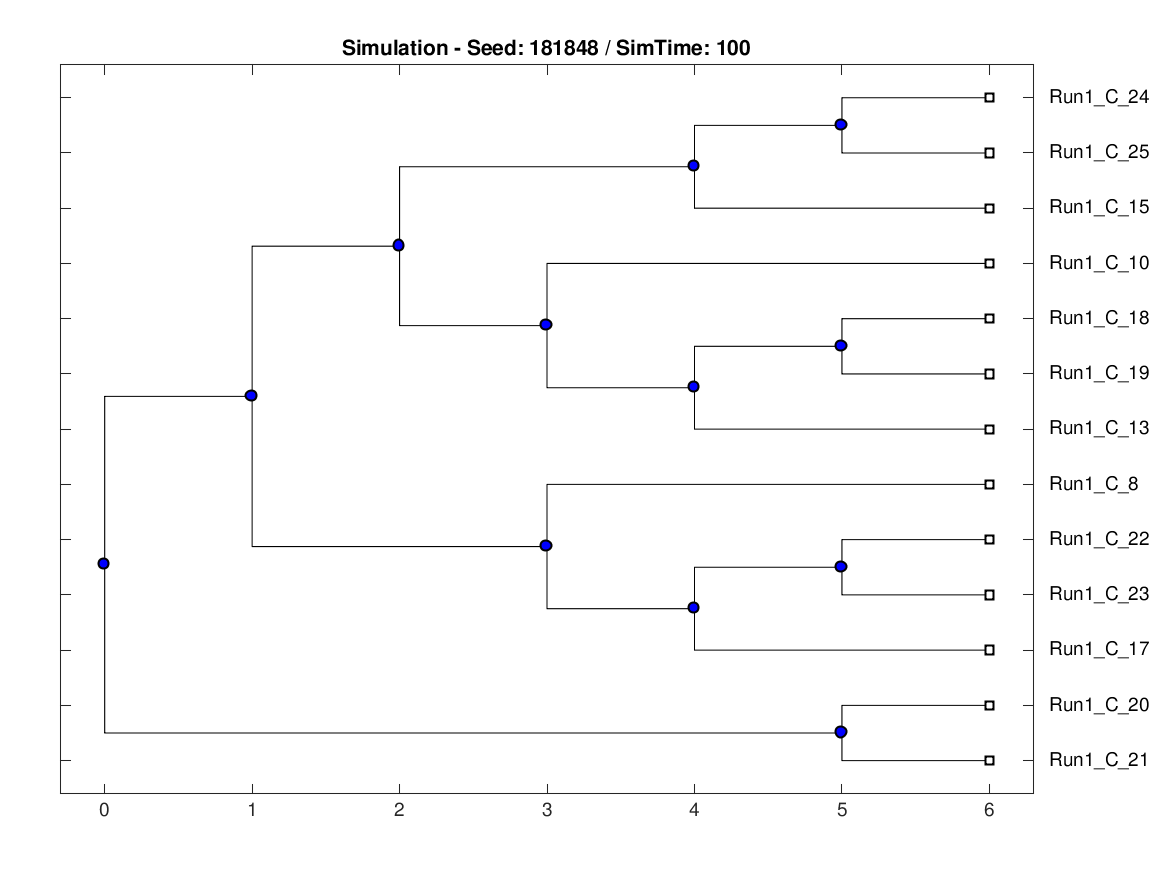 Simulation - Seed: 181848 / SimTime: 100
Run1_C_24
Run1_C_25
Run1_C_15
Run1_C_10
Run1_C_18
Run1_C_19
Run1_C_13
Run1_C_8
Run1_C_22
Run1_C_23
Run1_C_17
Run1_C_20
Run1_C_21
0 1 2 3 4 5 6